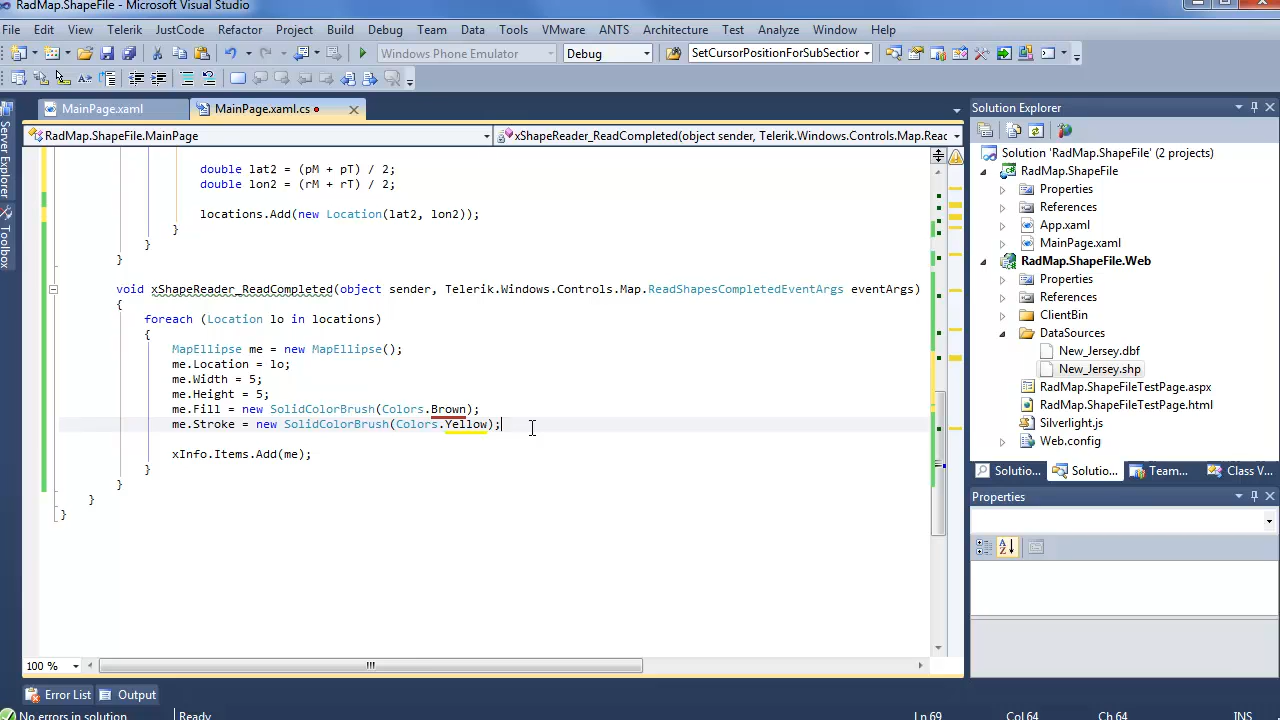 RadMap.ShapeFile - Microsoft Visual Studio
File Edit View Telerik JustCode Refactor Project Build Debug Team Data Tools VMware ANTS Architecture Test Analyze Window Help
Windows Phone Emulator Debug SetCursorPositionForSubSection
MainPage.xaml MainPage.xaml.cs
RadMap.ShapeFile.MainPage xShapeReader_ReadCompleted(object sender, Telerik.Windows.Controls.Map.Reac
double lat2 = (pM + pT) / 2;
double lon2 = (rM + rT) / 2;
locations.Add(new Location(lat2, lon2));
}
}
}
void xShapeReader_ReadCompleted(object sender, Telerik.Windows.Controls.Map.ReadShapesCompletedEventArgs eventArgs)
{
foreach (Location lo in locations)
{
MapEllipse me = new MapEllipse();
me.Location = lo;
me.Width = 5;
me.Height = 5;
me.Fill = new SolidColorBrush(Colors.Brown);
me.Stroke = new SolidColorBrush(Colors.Yellow);
xInfo.Items.Add(me);
}
}
}
}
100 %
Server Explorer
Toolbox
Solution Explorer
Solution 'RadMap.ShapeFile' (2 projects)
RadMap.ShapeFile
Properties
References
App.xaml
MainPage.xaml
RadMap.ShapeFile.Web
Properties
References
ClientBin
DataSources
New_Jersey.dbf
New_Jersey.shp
RadMap.ShapeFileTestPage.aspx
RadMap.ShapeFileTestPage.html
Silverlight.js
Web.config
Solutio... Solutio... Team... Class V...
Properties
Error List Output
No errors in solution Ready Ln 69 Col 64 Ch 64 INS